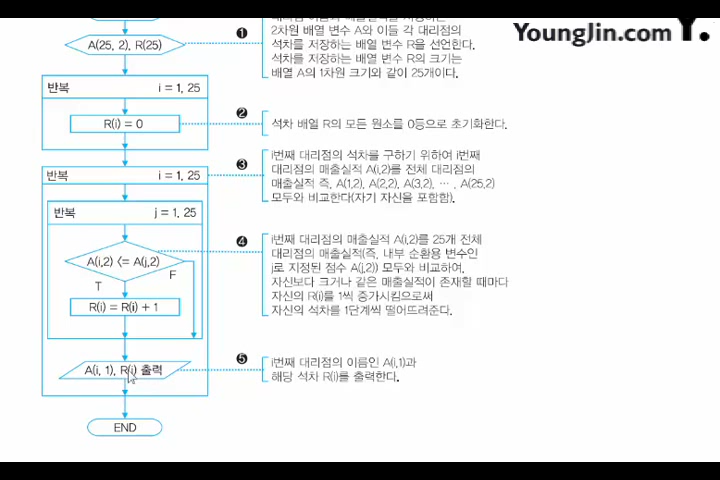 YoungJin.com Y.
A(25, 2), R(25)
❶
2차원 배열 변수 A와 이들 각 대리점의
석차를 저장하는 배열 변수 R을 선언한다.
석차를 저장하는 배열 변수 R의 크기는
배열 A의 1차원 크기와 같이 25개이다.
반복 i = 1, 25
R(i) = 0
❷
석차 배열 R의 모든 원소를 0등으로 초기화한다.
반복 i = 1, 25
❸
i번째 대리점의 석차를 구하기 위하여 i번째
대리점의 매출실적 A(i,2)를 전체 대리점의
매출실적 즉, A(1,2), A(2,2), A(3,2), … , A(25,2)
모두와 비교한다(자기 자신을 포함함).
반복 j = 1, 25
A(i,2) <= A(j,2)
T
F
R(i) = R(i) + 1
❹
i번째 대리점의 매출실적 A(i,2)를 25개 전체
대리점의 매출실적(즉, 내부 순환용 변수인
j로 지정된 점수 A(j,2)) 모두와 비교하여,
자신보다 크거나 같은 매출실적이 존재할 때마다
자신의 R(i)를 1씩 증가시킴으로써
자신의 석차를 1단계씩 떨어뜨려준다.
A(i, 1), R(i) 출력
❺
i번째 대리점의 이름인 A(i,1)과
해당 석차 R(i)를 출력한다.
END